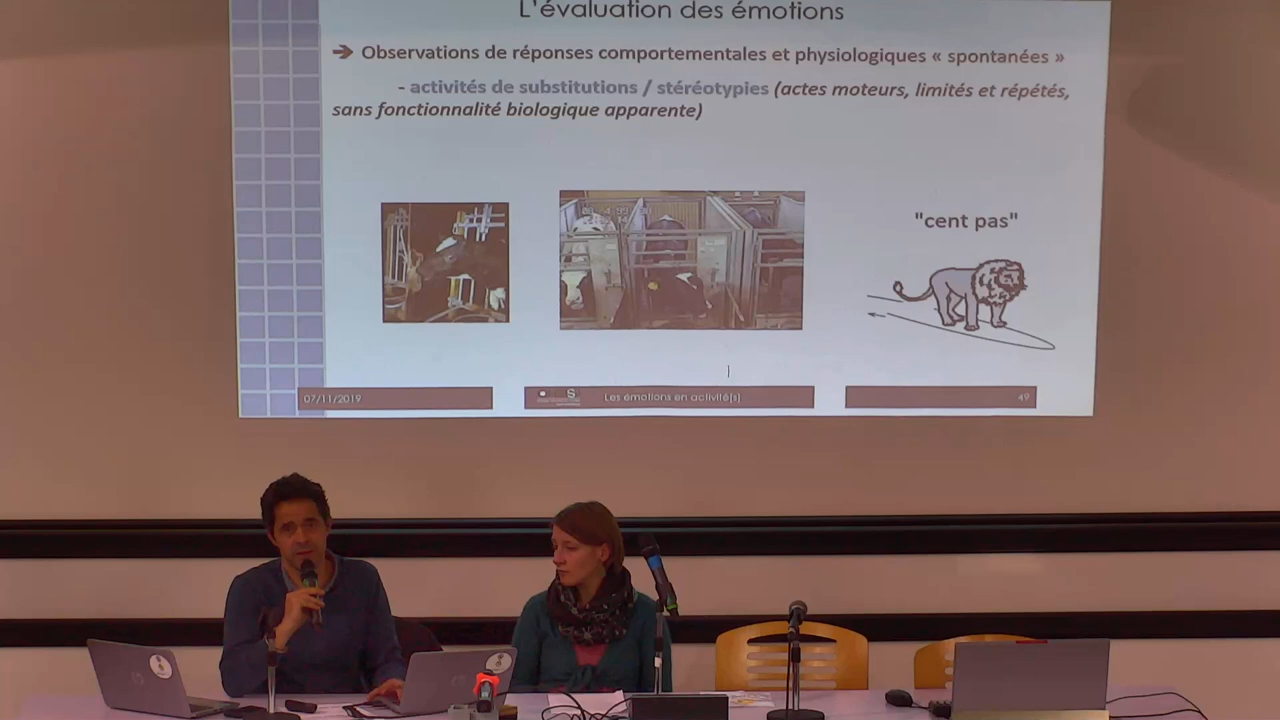 L'évaluation des émotions
➔ Observations de réponses comportementales et physiologiques « spontanées »
- activités de substitutions / stéréotypies (actes moteurs, limités et répétés,
sans fonctionnalité biologique apparente)
"cent pas"
07/11/2019
Les émotions en activité(s)
49